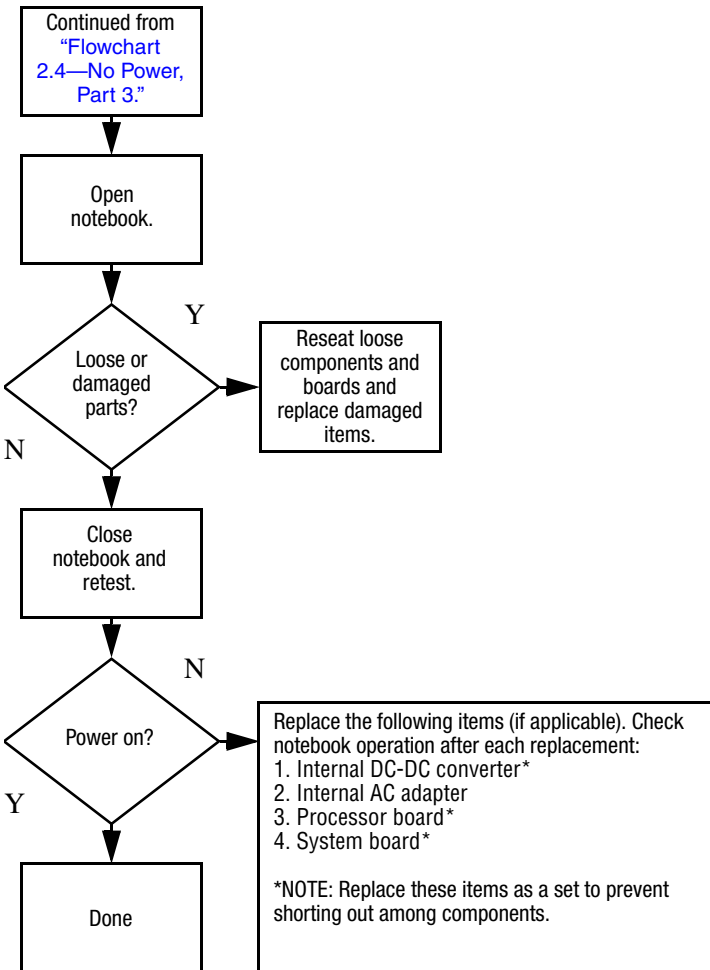 Continued from
“Flowchart
2.4—No Power,
Part 3.”
Open
notebook.
Y
Loose or
damaged
parts?
Reseat loose
components and
boards and
replace damaged
items.
N
Close
notebook and
retest.
N
Power on?
Replace the following items (if applicable). Check
notebook operation after each replacement:
1. Internal DC-DC converter*
2. Internal AC adapter
3. Processor board*
4. System board*
*NOTE: Replace these items as a set to prevent
shorting out among components.
Y
Done